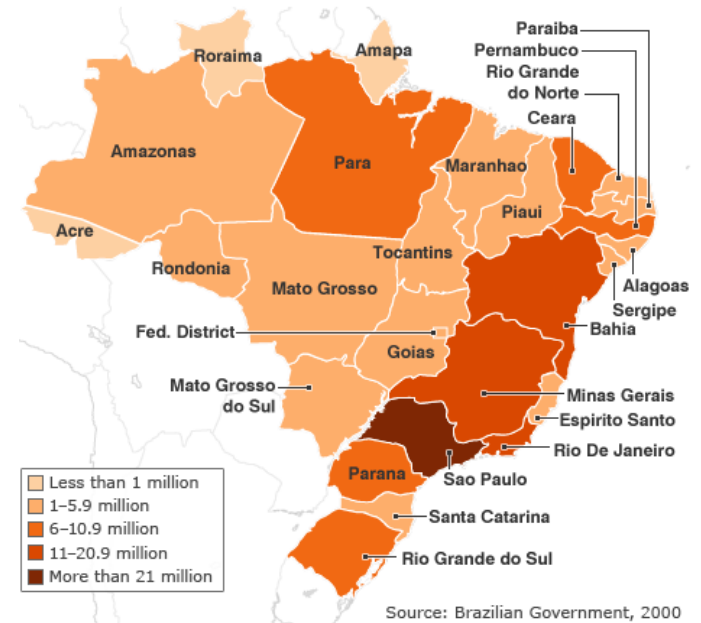 Paraiba
Roraima
Amapa
Pernambuco
Rio Grande
do Norte
Ceara
Amazonas
Para
Maranhao
Piaui
Acre
Tocantins
Rondonia
Mato Grosso
Alagoas
Sergipe
Fed. District
Bahia
Goias
Mato Grosso
do Sul
Minas Gerais
Espirito Santo
Rio De Janeiro
Parana
Sao Paulo
Less than 1 million
1–5.9 million
6–10.9 million
11–20.9 million
More than 21 million
Santa Catarina
Rio Grande do Sul
Source: Brazilian Government, 2000